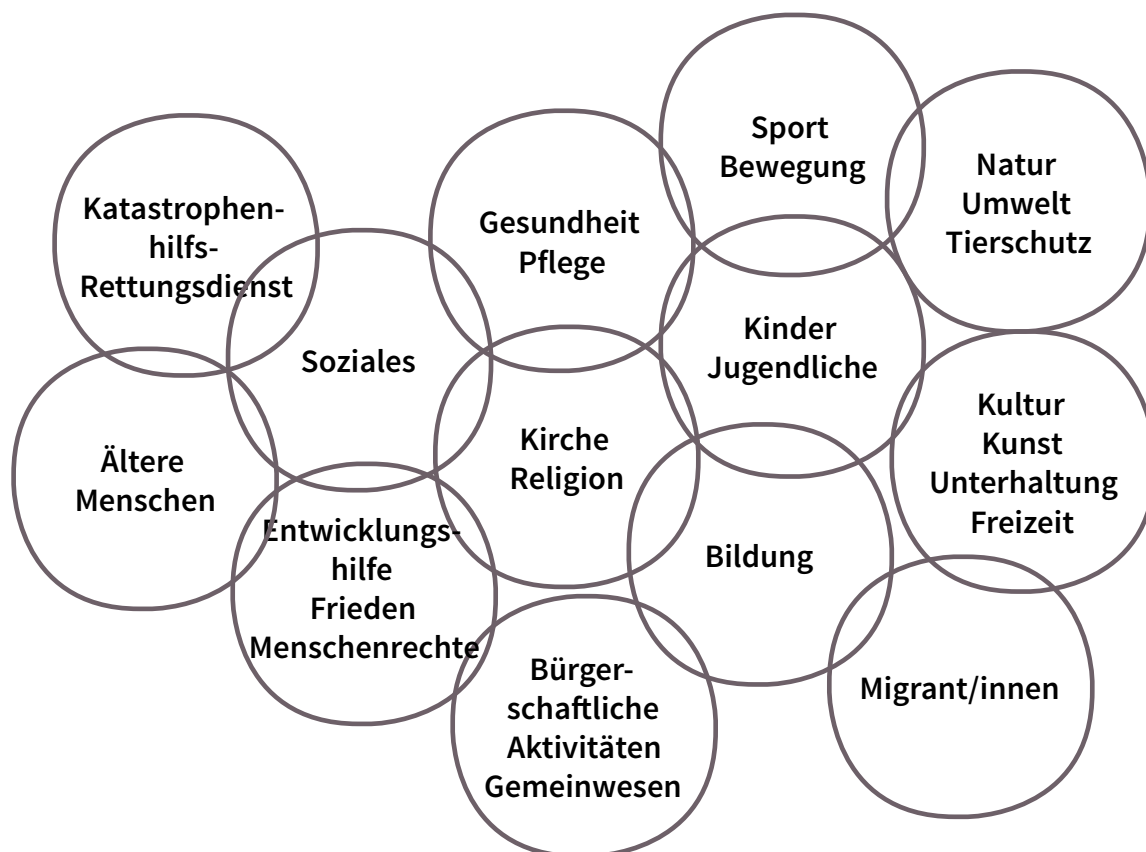 Sport
Bewegung
Natur
Umwelt
Tierschutz
Katastrophen-
hilfs-
Rettungsdienst
Gesundheit
Pflege
Soziales
Kinder
Jugendliche
Ältere
Menschen
Kirche
Religion
Kultur
Kunst
Unterhaltung
Freizeit
Entwicklungs-
hilfe
Frieden
Menschenrechte
Bildung
Bürger-
schaftliche
Aktivitäten
Gemeinwesen
Migrant/innen